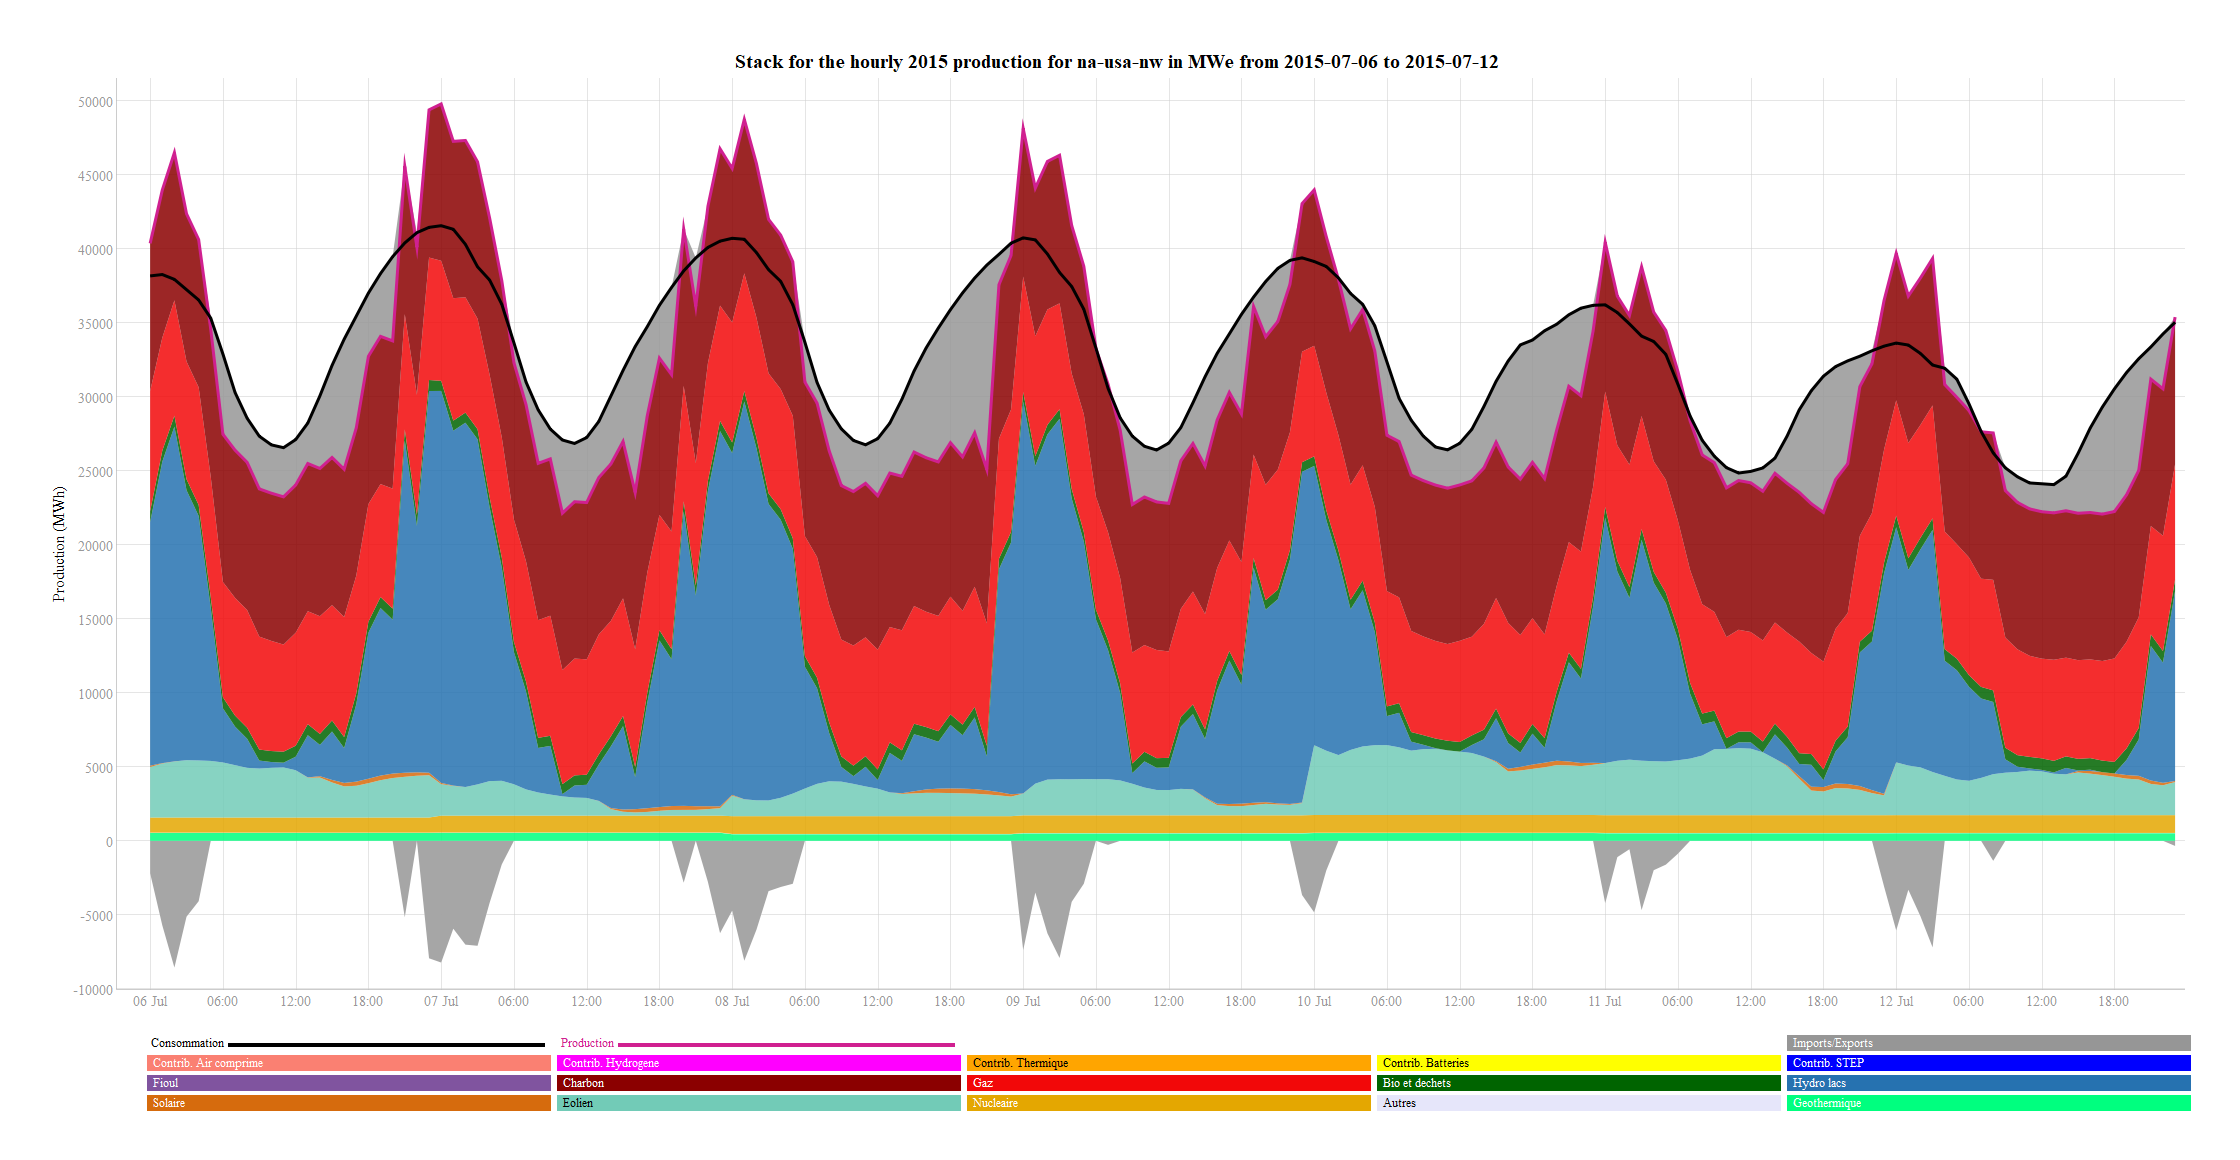 Stack for the hourly 2015 production for na-usa-nw in MWe from 2015-07-06 to 2015-07-12
50000
45000
40000
35000
30000
25000
20000
15000
10000
5000
0
-5000
-10000
Production (MWh)
06 Jul 06:00 12:00 18:00 07 Jul 06:00 12:00 18:00 08 Jul 06:00 12:00 18:00 09 Jul 06:00 12:00 18:00 10 Jul 06:00 12:00 18:00 11 Jul 06:00 12:00 18:00 12 Jul 06:00 12:00 18:00
Consommation Production Imports/Exports
Contrib. Air comprime Contrib. Hydrogene Contrib. Thermique Contrib. Batteries Contrib. STEP
Fioul Charbon Gaz Bio et dechets Hydro lacs
Solaire Eolien Nucleaire Autres Geothermique